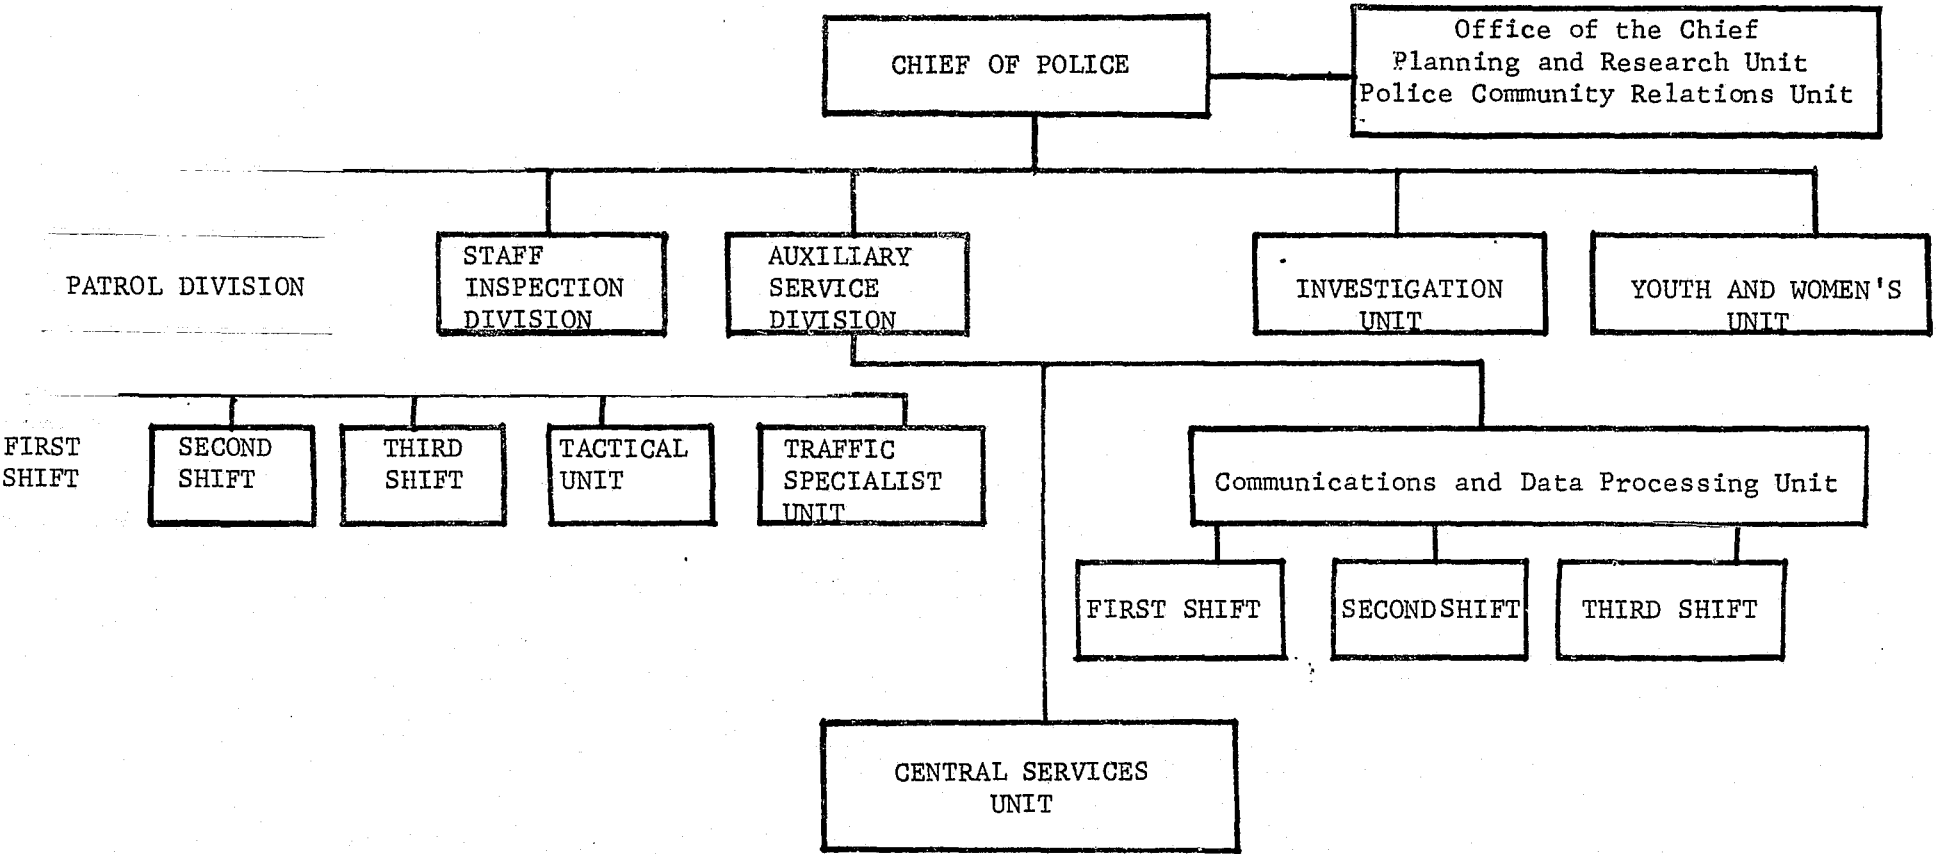 CHIEF OF POLICE
Office of the Chief
Planning and Research Unit
Police Community Relations Unit
PATROL DIVISION
STAFF
INSPECTION
DIVISION
AUXILIARY
SERVICE
DIVISION
INVESTIGATION
UNIT
YOUTH AND WOMEN'S
UNIT
FIRST
SHIFT
SECOND
SHIFT
THIRD
SHIFT
TACTICAL
UNIT
TRAFFIC
SPECIALIST
UNIT
Communications and Data Processing Unit
FIRST SHIFT
SECOND SHIFT
THIRD SHIFT
CENTRAL SERVICES
UNIT